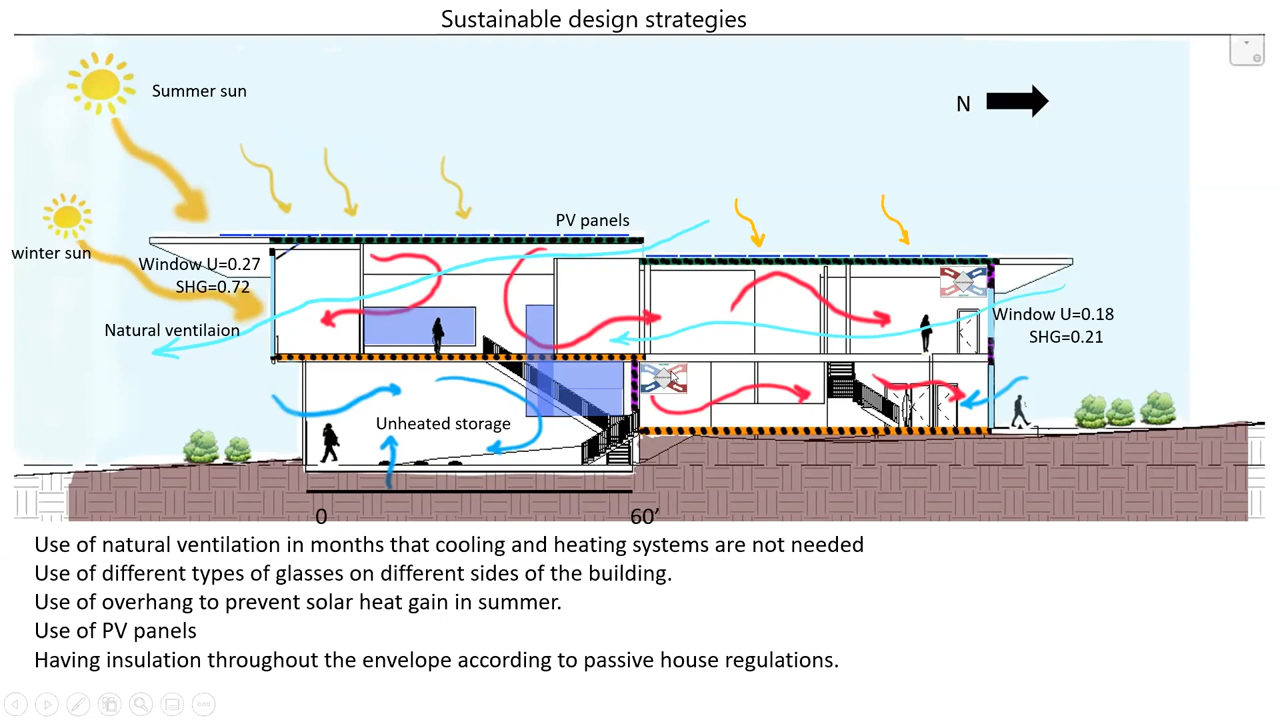 Sustainable design strategies
Summer sun
N
PV panels
winter sun
Window U=0.27
SHG=0.72
Window U=0.18
SHG=0.21
Natural ventilaion
Unheated storage
0
60’
Use of natural ventilation in months that cooling and heating systems are not needed
Use of different types of glasses on different sides of the building.
Use of overhang to prevent solar heat gain in summer.
Use of PV panels
Having insulation throughout the envelope according to passive house regulations.